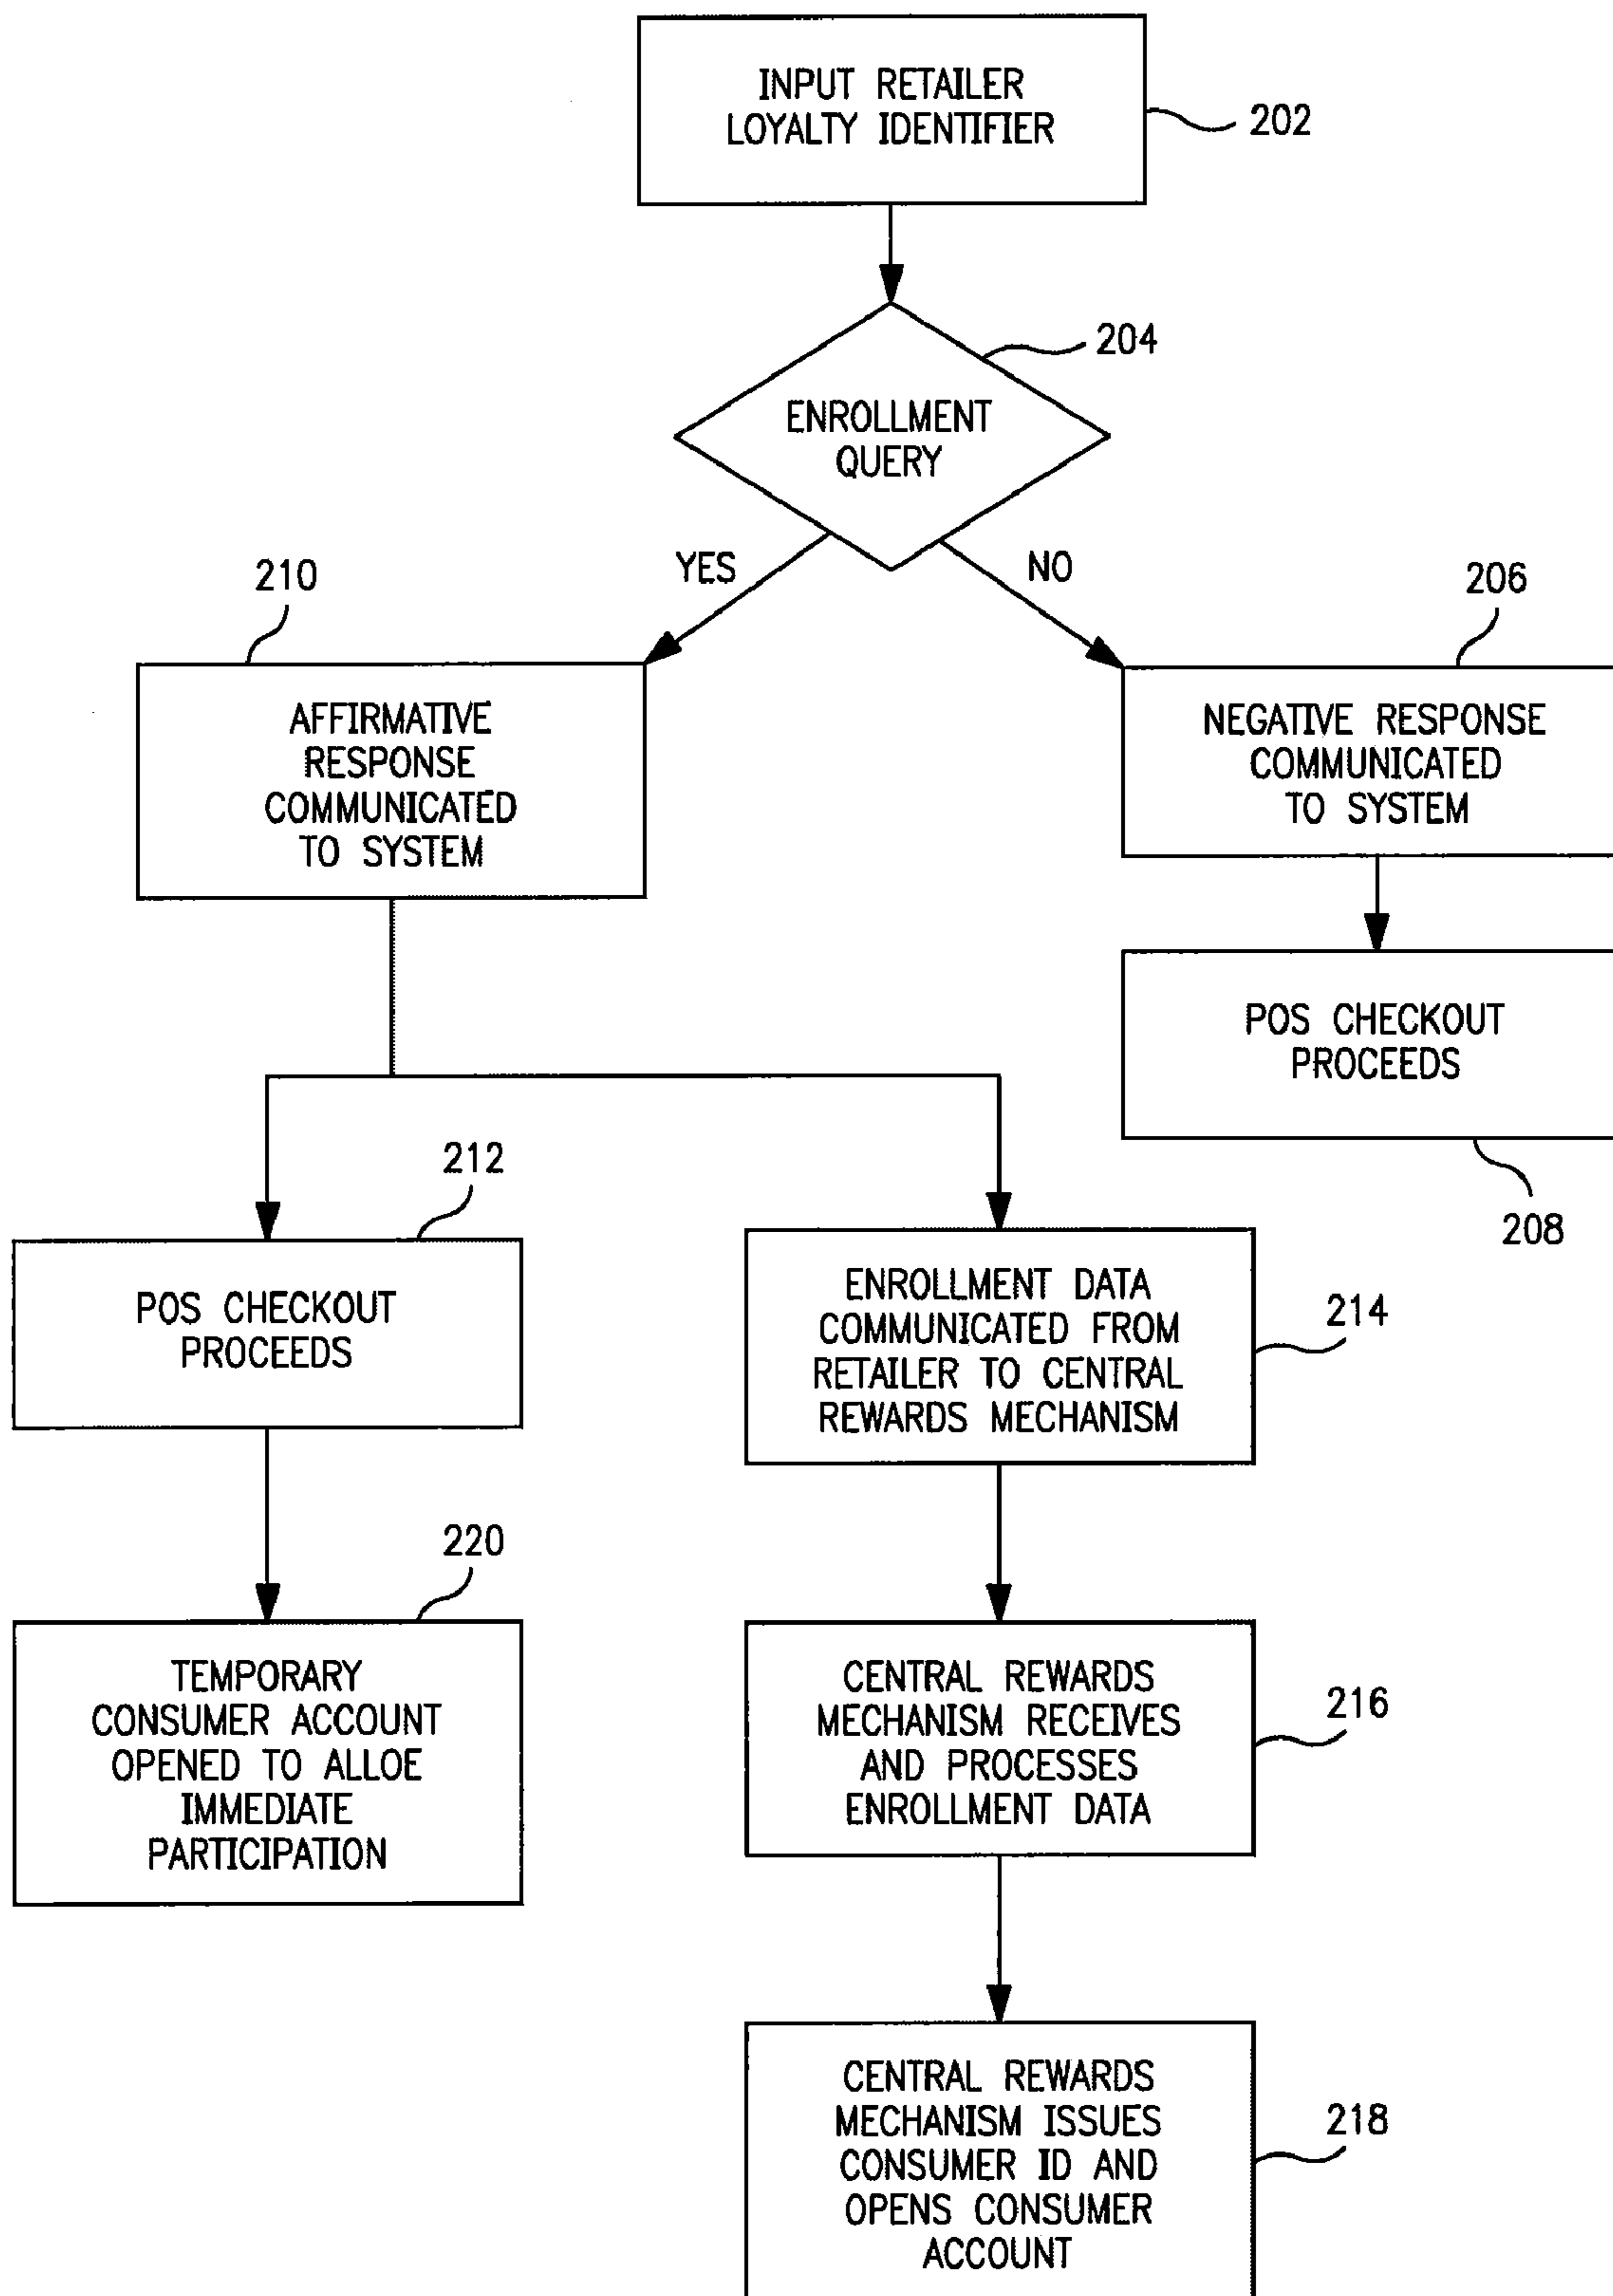 INPUT RETAILER
LOYALTY IDENTIFIER
202
204
ENROLLMENT
QUERY
YES
NO
210
206
AFFIRMATIVE
RESPONSE
COMMUNICATED
TO SYSTEM
NEGATIVE RESPONSE
COMMUNICATED
TO SYSTEM
POS CHECKOUT
PROCEEDS
208
212
POS CHECKOUT
PROCEEDS
ENROLLMENT DATA
COMMUNICATED FROM
RETAILER TO CENTRAL
REWARDS MECHANISM
214
220
TEMPORARY
CONSUMER ACCOUNT
OPENED TO ALLOE
IMMEDIATE
PARTICIPATION
CENTRAL REWARDS
MECHANISM RECEIVES
AND PROCESSES
ENROLLMENT DATA
216
CENTRAL REWARDS
MECHANISM ISSUES
CONSUMER ID AND
OPENS CONSUMER
ACCOUNT
218